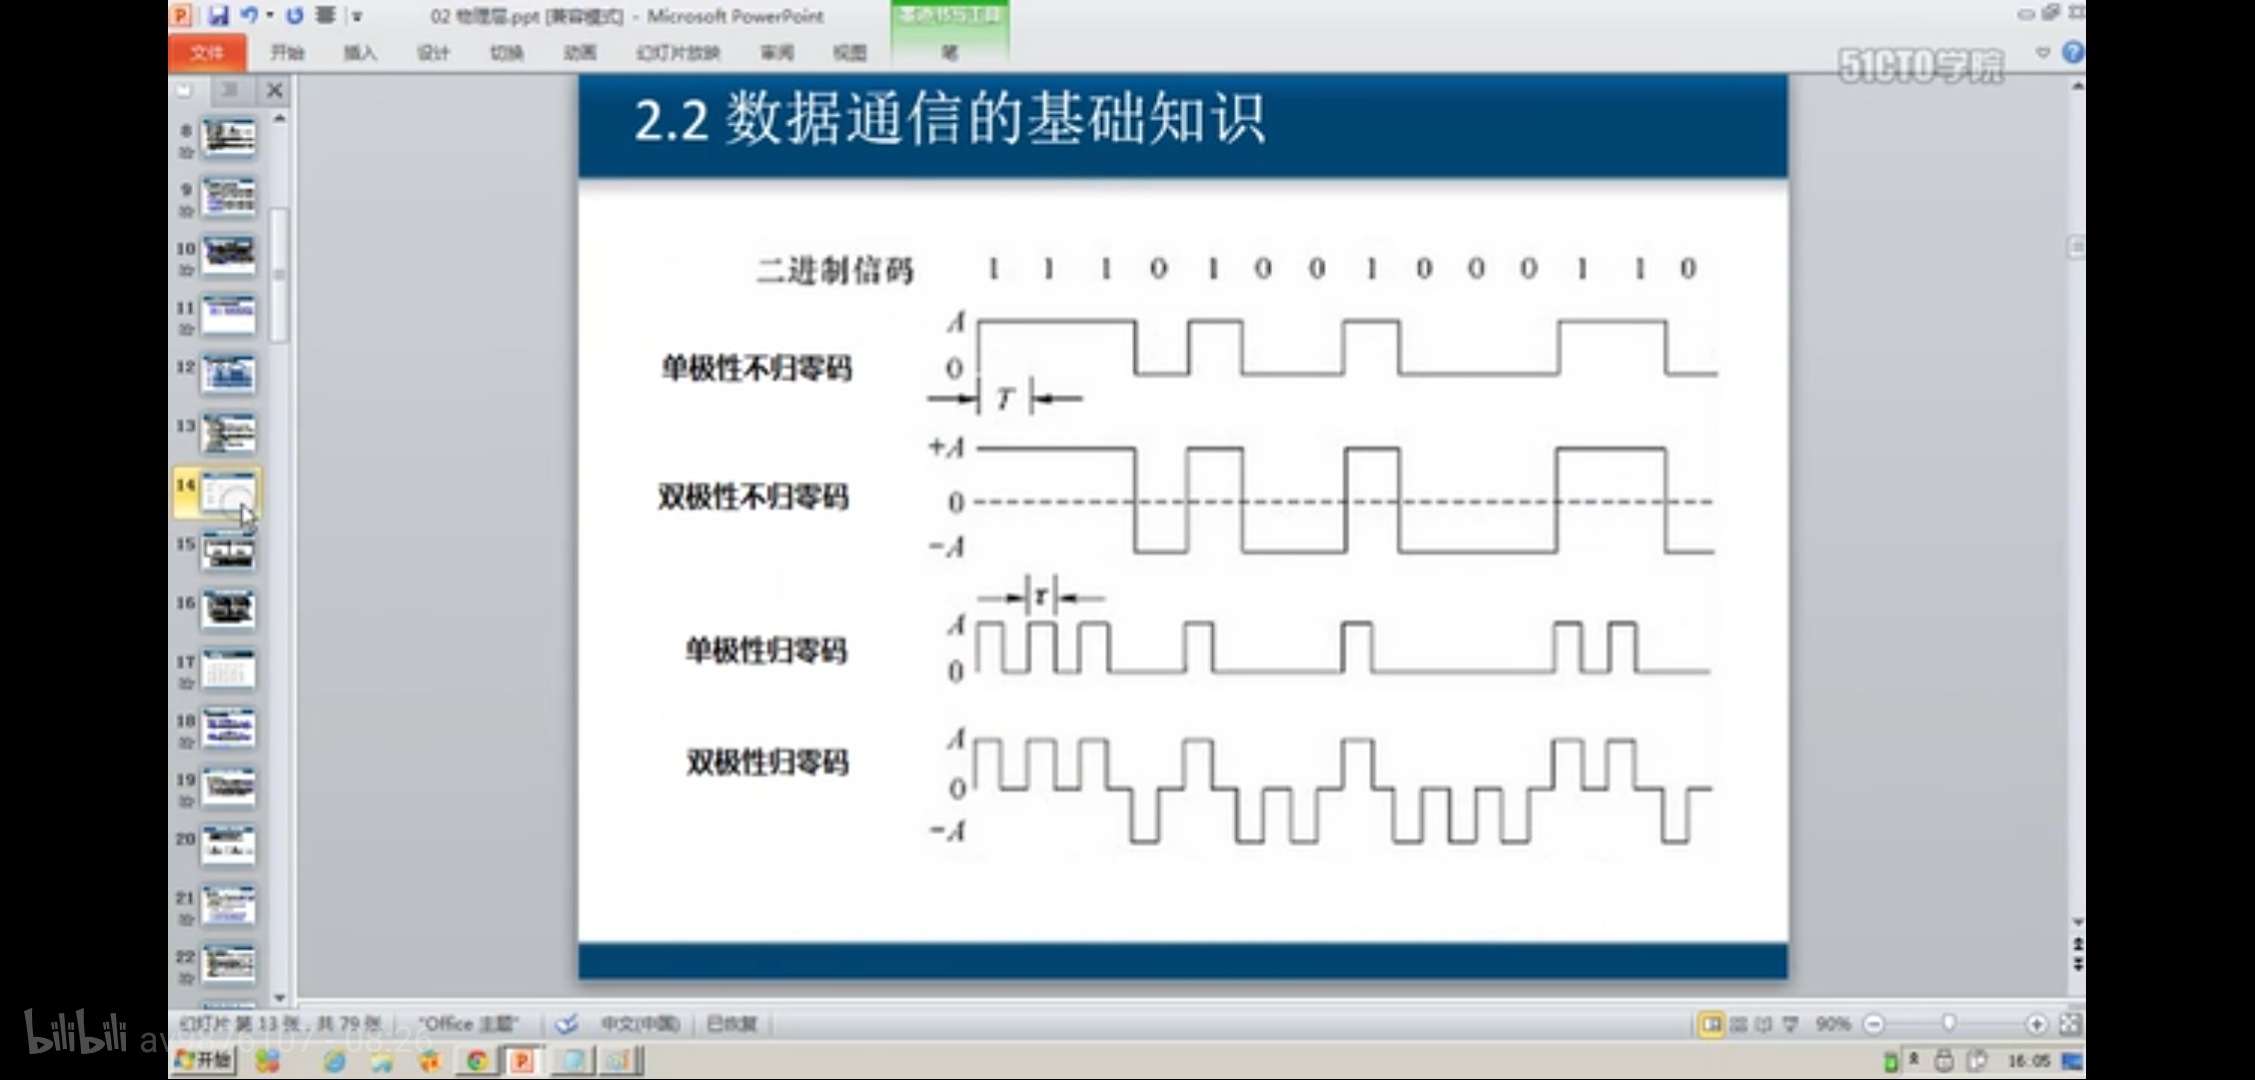 02 物理层.ppt [兼容模式] - Microsoft PowerPoint
文件 开始 插入 设计 切换 动画 幻灯片放映 审阅 视图 笔
51CTO学院
2.2 数据通信的基础知识
二进制信码 1 1 1 0 1 0 0 1 0 0 0 1 1 0
A
单极性不归零码
0
T
+A
双极性不归零码
0
-A
τ
A
单极性归零码
0
A
双极性归零码
0
-A
8
9
10
11
12
13
14
15
16
17
18
19
20
21
22
幻灯片 第 13 张，共 79 张 "Office 主题" 中文(中国) 已恢复 90%
bilibili
开始 16:05